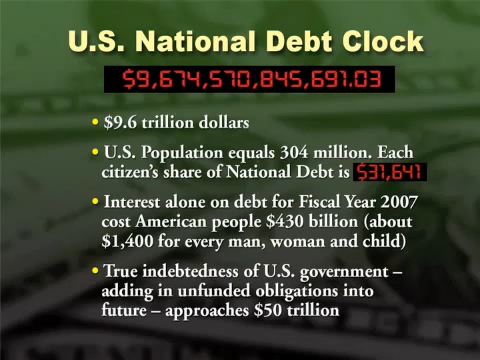 U.S. National Debt Clock
$9,674,570,845,691.03
• $9.6 trillion dollars
• U.S. Population equals 304 million. Each
citizen's share of National Debt is $31,641
• Interest alone on debt for Fiscal Year 2007
cost American people $430 billion (about
$1,400 for every man, woman and child)
• True indebtedness of U.S. government –
adding in unfunded obligations into
future – approaches $50 trillion